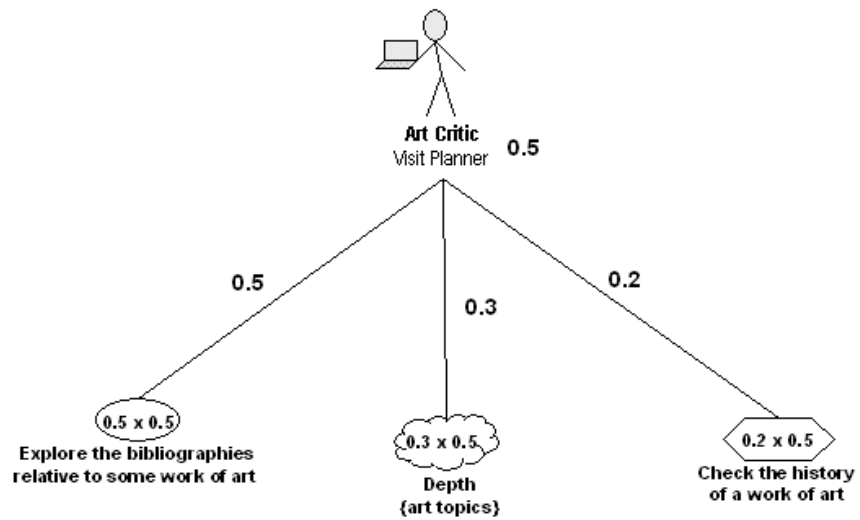 Art Critic
Visit Planner
0.5
0.5
0.3
0.2
0.5 x 0.5
0.3 x 0.5
0.2 x 0.5
Explore the bibliographies
relative to some work of art
Depth
{art topics}
Check the history
of a work of art